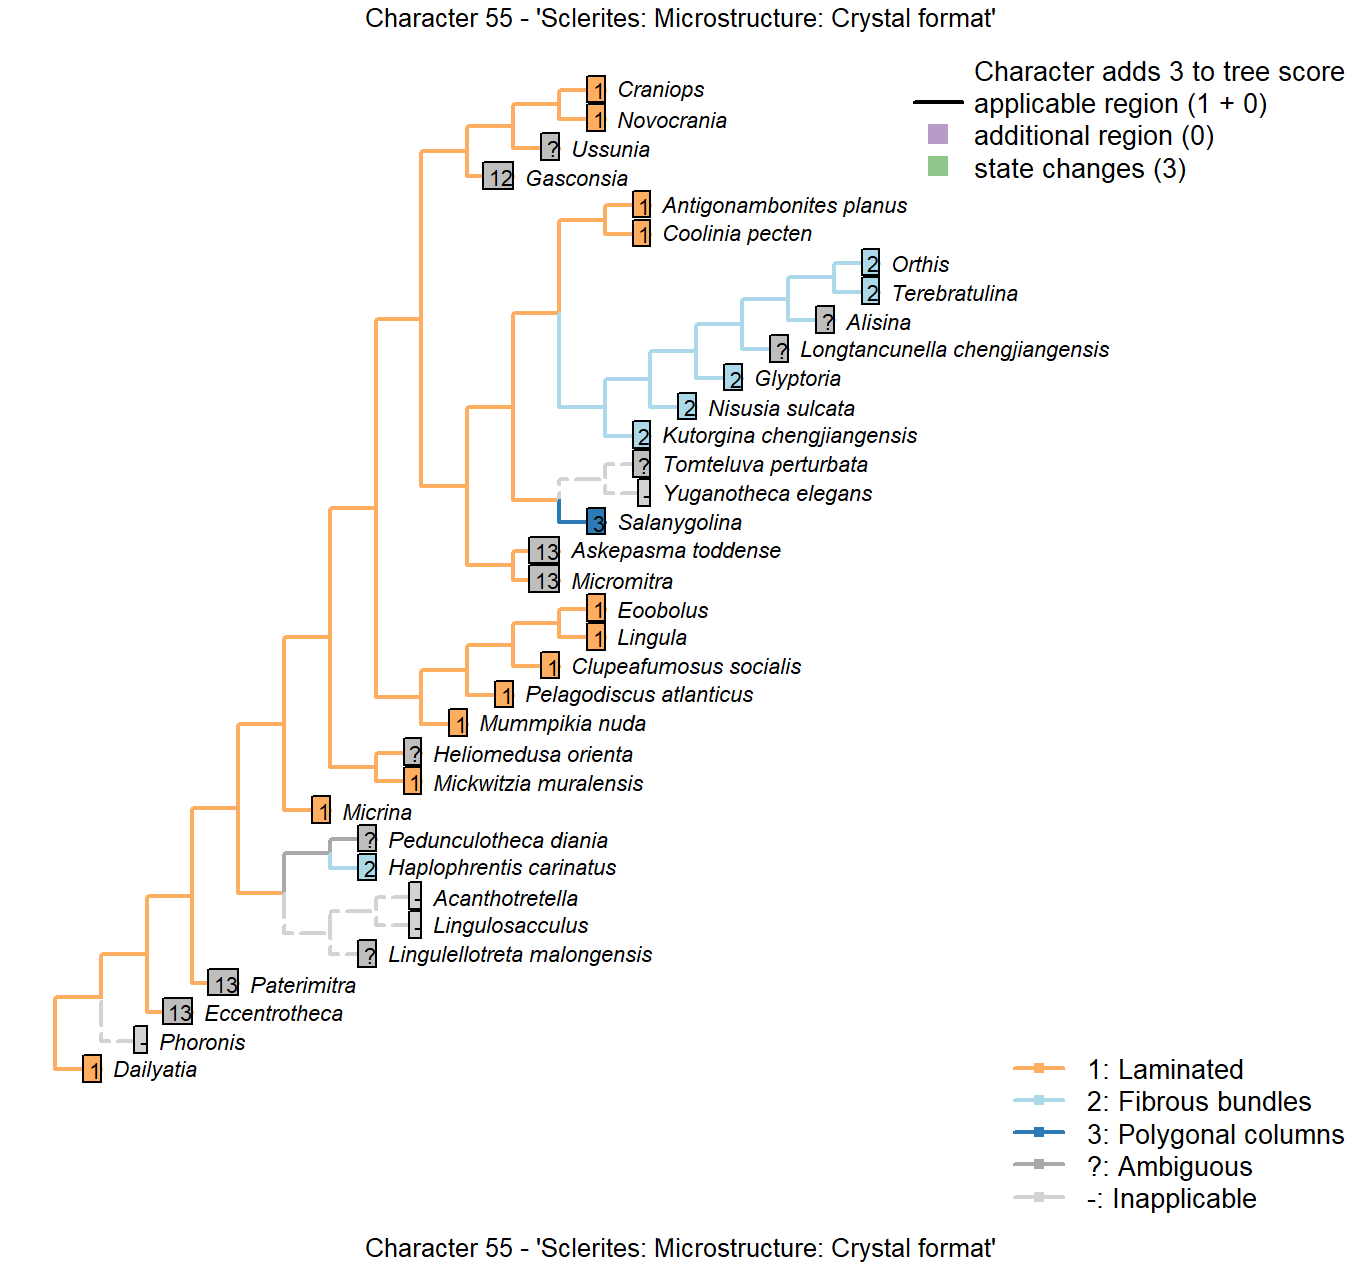 Character 55 - 'Sclerites: Microstructure: Crystal format'
Character adds 3 to tree score
applicable region (1 + 0)
additional region (0)
state changes (3)
1 Craniops
1 Novocrania
? Ussunia
12 Gasconsia
1 Antigonambonites planus
1 Coolinia pecten
2 Orthis
2 Terebratulina
? Alisina
? Longtancunella chengjiangensis
2 Glyptoria
2 Nisusia sulcata
2 Kutorgina chengjiangensis
? Tomteluva perturbata
- Yuganotheca elegans
3 Salanygolina
13 Askepasma toddense
13 Micromitra
1 Eoobolus
1 Lingula
1 Clupeafumosus socialis
1 Pelagodiscus atlanticus
1 Mummpikia nuda
? Heliomedusa orienta
1 Mickwitzia muralensis
1 Micrina
? Pedunculotheca diania
2 Haplophrentis carinatus
- Acanthotretella
- Lingulosacculus
? Lingulellotreta malongensis
13 Paterimitra
13 Eccentrotheca
- Phoronis
1 Dailyatia
1: Laminated
2: Fibrous bundles
3: Polygonal columns
?: Ambiguous
-: Inapplicable
Character 55 - 'Sclerites: Microstructure: Crystal format'